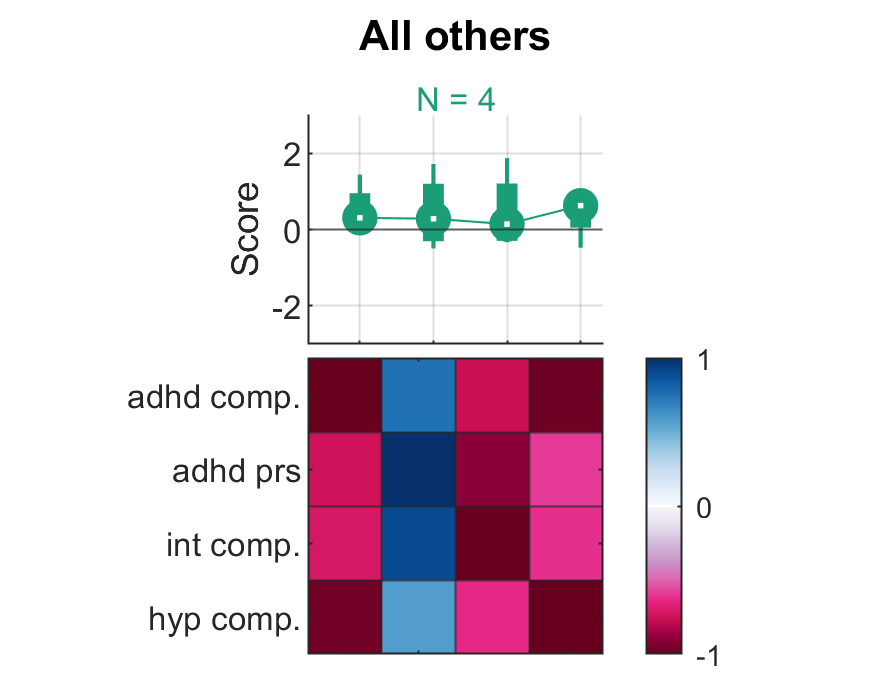 All others
N = 4
Score
2
0
-2
adhd comp.
adhd prs
int comp.
hyp comp.
1
0
-1